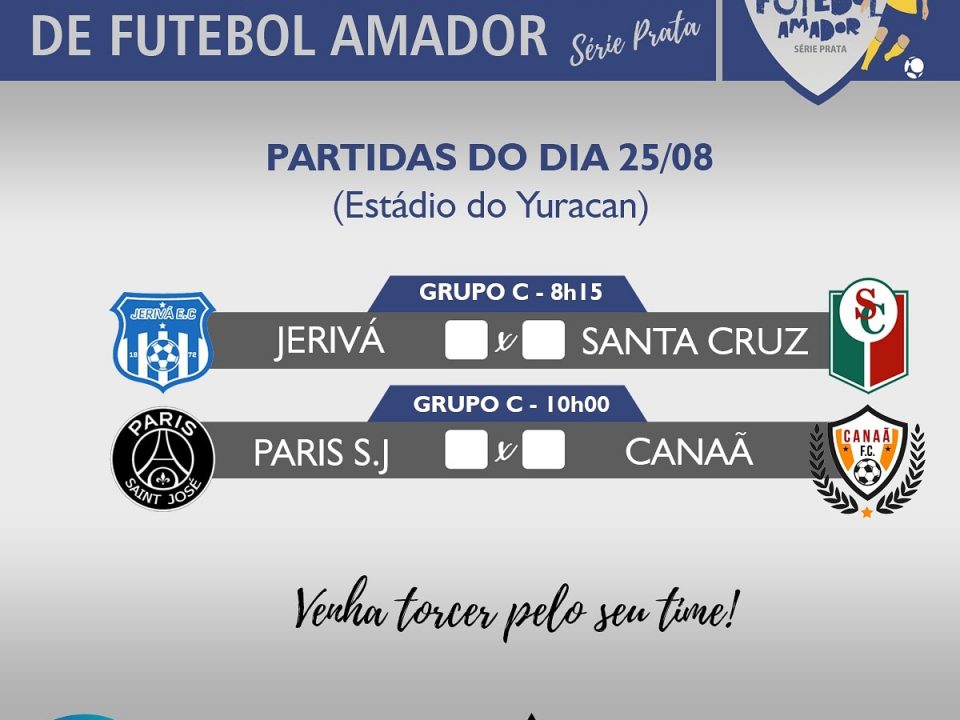 DE FUTEBOL AMADOR Série Prata
FUTEBOL
AMADOR
SÉRIE PRATA
PARTIDAS DO DIA 25/08
(Estádio do Yuracan)
GRUPO C - 8h15
JERIVÁ E.C
19 72
JERIVÁ x SANTA CRUZ
SC
GRUPO C - 10h00
PARIS
SAINT JOSÉ
PARIS S.J x CANAÃ
CANAÃ
F.C.
Venha torcer pelo seu time!